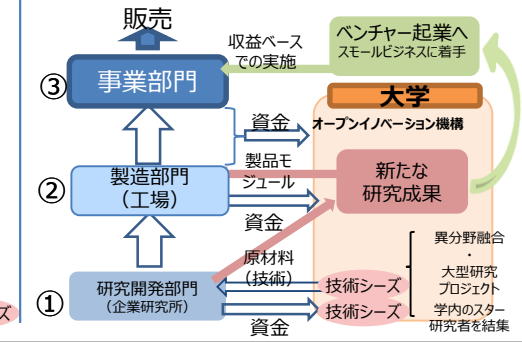 販売
収益ベース
での実施
ベンチャー起業へ
スモールビジネスに着手
③
事業部門
大学
オープンイノベーション機構
資金
②
製造部門
(工場)
製品モ
ジュール
資金
新たな
研究成果
原材料
(技術)
①
研究開発部門
(企業研究所)
技術シーズ
技術シーズ
資金
異分野融合
・
大型研究
プロジェクト
学内のスター
研究者を結集
ズ